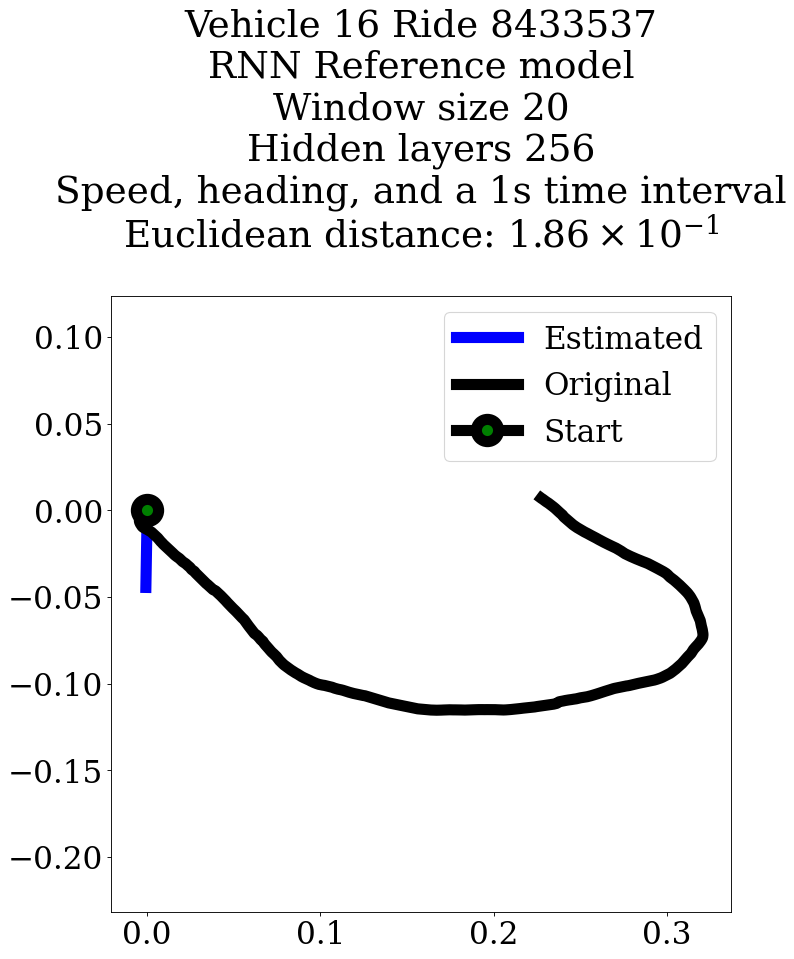 Vehicle 16 Ride 8433537
RNN Reference model
Window size 20
Hidden layers 256
Speed, heading, and a 1s time interval
Euclidean distance: 1.86 × 10⁻¹
Estimated
Original
Start
0.10
0.05
0.00
−0.05
−0.10
−0.15
−0.20
0.0 0.1 0.2 0.3